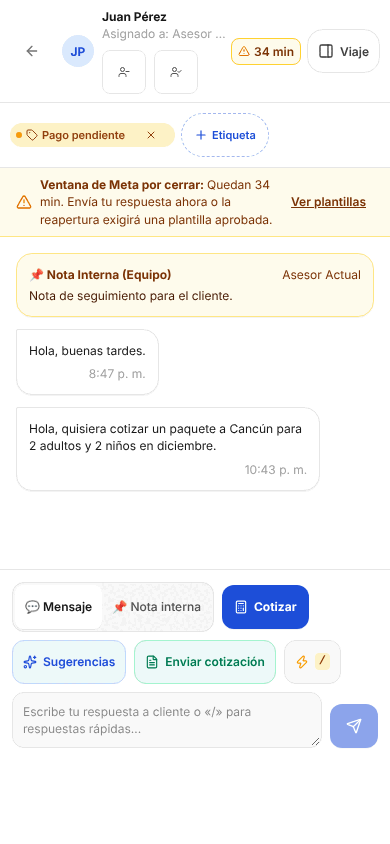 Juan Pérez
JP
Asignado a: Asesor ...
34 min
Viaje
Pago pendiente
Etiqueta
Ventana de Meta por cerrar: Quedan 34
min. Envía tu respuesta ahora o la
reapertura exigirá una plantilla aprobada.
Ver plantillas
📌 Nota Interna (Equipo)
Asesor Actual
Nota de seguimiento para el cliente.
Hola, buenas tardes.
8:47 p. m.
Hola, quisiera cotizar un paquete a Cancún para
2 adultos y 2 niños en diciembre.
10:43 p. m.
💬 Mensaje
📌 Nota interna
Cotizar
Sugerencias
Enviar cotización
/
Escribe tu respuesta a cliente o «/» para
respuestas rápidas...